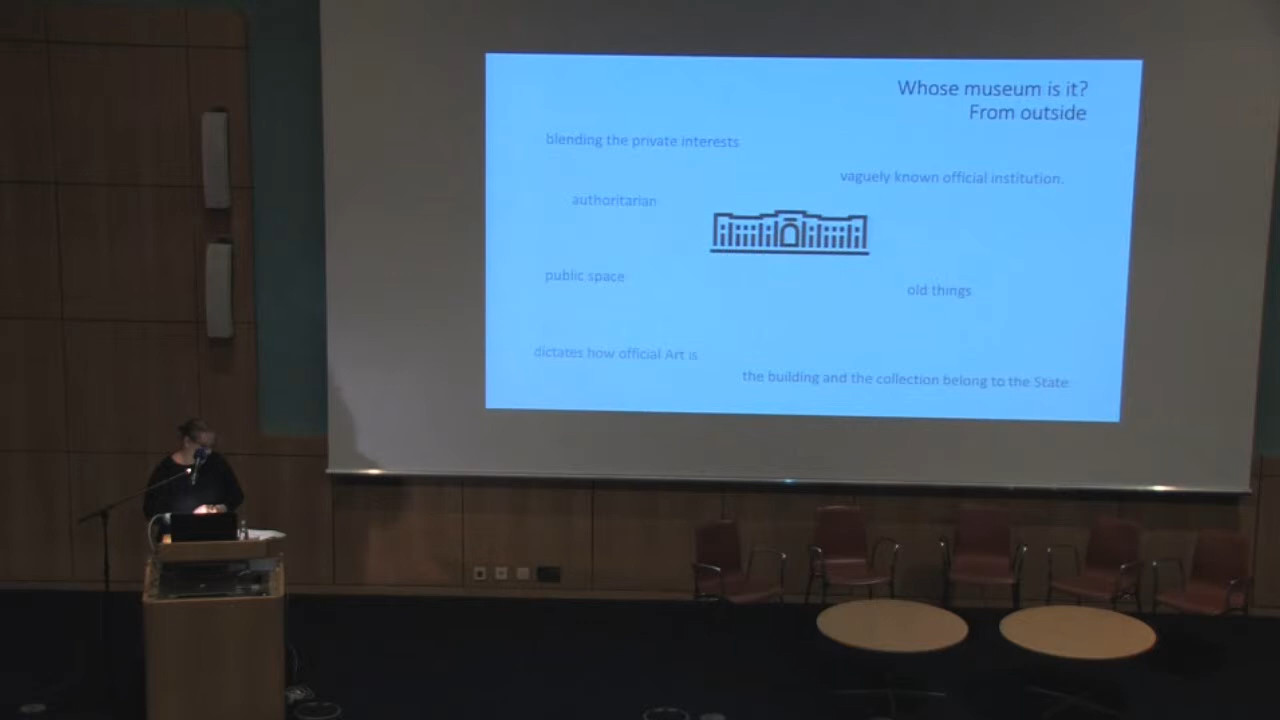 Whose museum is it?
From outside
blending the private interests
vaguely known official institution.
authoritarian
public space
old things
dictates how official Art is
the building and the collection belong to the State